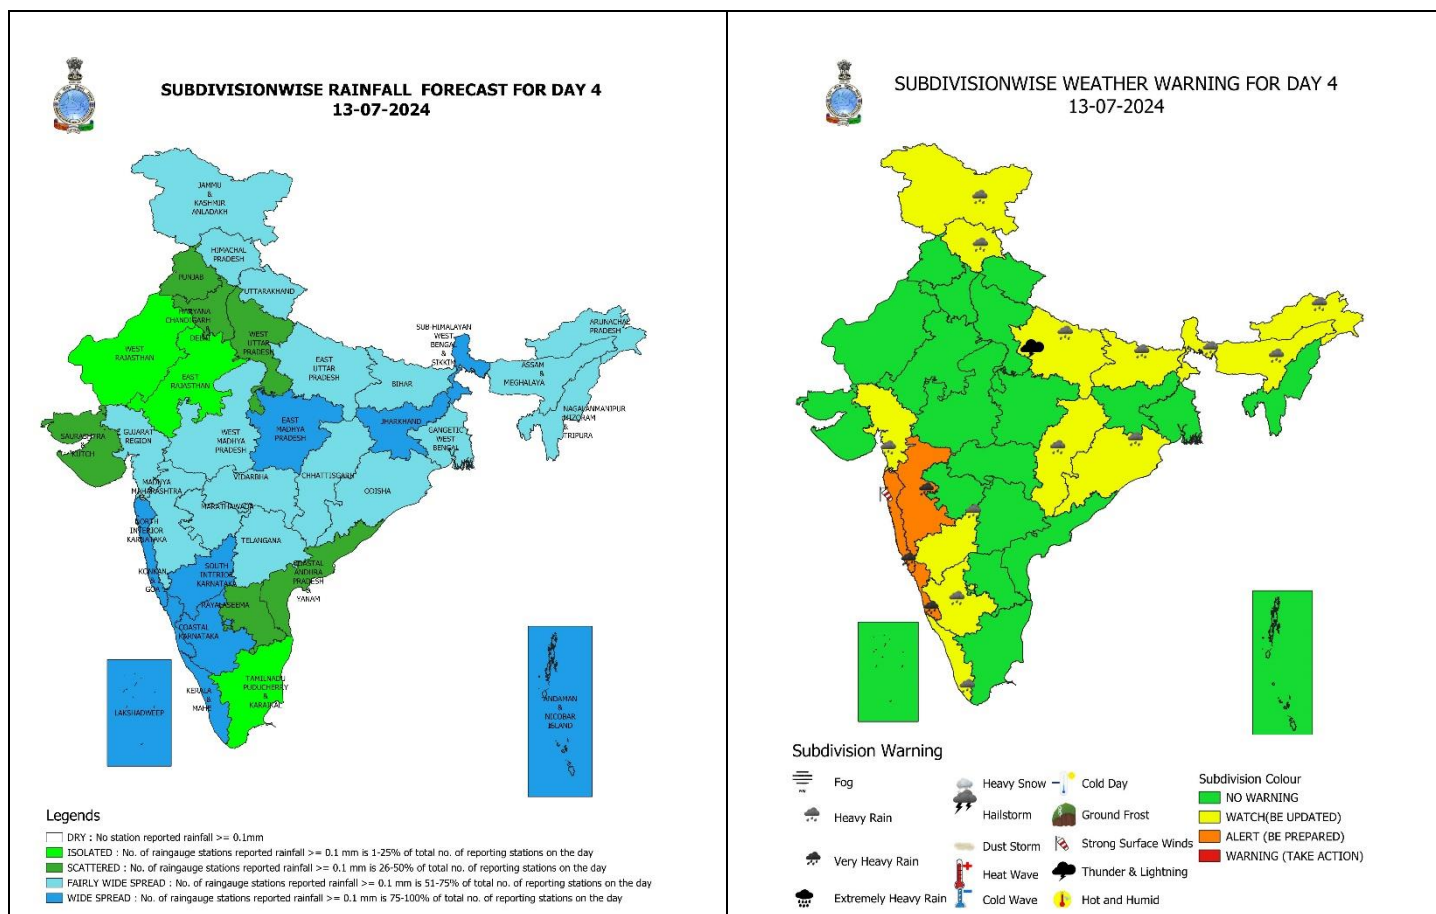 SUBDIVISIONWISE RAINFALL FORECAST FOR DAY 4
13-07-2024
JAMMU
&
KASHMIR
ANLADAKH
HIMACHAL
PRADESH
PUNJAB
UTTARAKHAND
HARYANA
CHANDIGARH
&
DELHI
WEST
UTTAR
PRADESH
WEST
RAJASTHAN
EAST
RAJASTHAN
EAST
UTTAR
PRADESH
BIHAR
SUB-HIMALAYAN
WEST
BENGAL
&
SIKKIM
ARUNACHAL
PRADESH
ASSAM
&
MEGHALAYA
NAGALANMANIPUR
MIZORAM
&
TRIPURA
SAURASHTRA
&
KUTCH
GUJARAT
REGION
WEST
MADHYA
PRADESH
EAST
MADHYA
PRADESH
JHARKHAND
GANGETIC
WEST
BENGAL
VIDARBHA
CHHATTISGARH
ODISHA
MADHYA
MAHARASHTRA
MARATHAWADA
NORTH
INTERIOR
KARNATAKA
TELANGANA
KONKAN
&
GOA
SOUTH
INTERIOR
KARNATAKA
COASTAL
ANDHRA
PRADESH
&
YANAM
RAYALASEEMA
COASTAL
KARNATAKA
TAMILNADU
PUDUCHERRY
&
KARAIKAL
KERALA
&
MAHE
LAKSHADWEEP
ANDAMAN
&
NICOBAR
ISLAND
Legends
DRY : No station reported rainfall >= 0.1mm
ISOLATED : No. of raingauge stations reported rainfall >= 0.1 mm is 1-25% of total no. of reporting stations on the day
SCATTERED : No. of raingauge stations reported rainfall >= 0.1 mm is 26-50% of total no. of reporting stations on the day
FAIRLY WIDE SPREAD : No. of raingauge stations reported rainfall >= 0.1 mm is 51-75% of total no. of reporting stations on the day
WIDE SPREAD : No. of raingauge stations reported rainfall >= 0.1 mm is 75-100% of total no. of reporting stations on the day
SUBDIVISIONWISE WEATHER WARNING FOR DAY 4
13-07-2024
Subdivision Warning
Fog
Heavy Rain
Very Heavy Rain
Extremely Heavy Rain
Heavy Snow
Hailstorm
Dust Storm
Heat Wave
Cold Wave
Cold Day
Ground Frost
Strong Surface Winds
Thunder & Lightning
Hot and Humid
Subdivision Colour
NO WARNING
WATCH(BE UPDATED)
ALERT (BE PREPARED)
WARNING (TAKE ACTION)